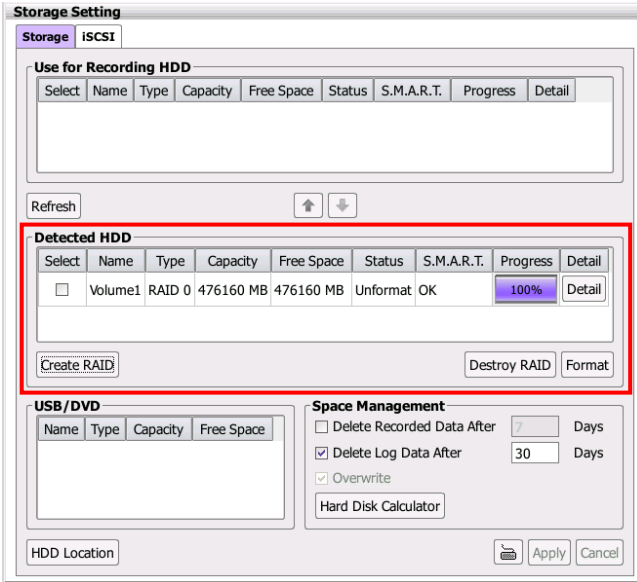 Storage Setting
Storage iSCSI
Use for Recording HDD
Select Name Type Capacity Free Space Status S.M.A.R.T. Progress Detail
Refresh
Detected HDD
Select Name Type Capacity Free Space Status S.M.A.R.T. Progress Detail
Volume1 RAID 0 476160 MB 476160 MB Unformat OK 100% Detail
Create RAID Destroy RAID Format
USB/DVD
Name Type Capacity Free Space
Space Management
Delete Recorded Data After 7 Days
Delete Log Data After 30 Days
Overwrite
Hard Disk Calculator
HDD Location Apply Cancel